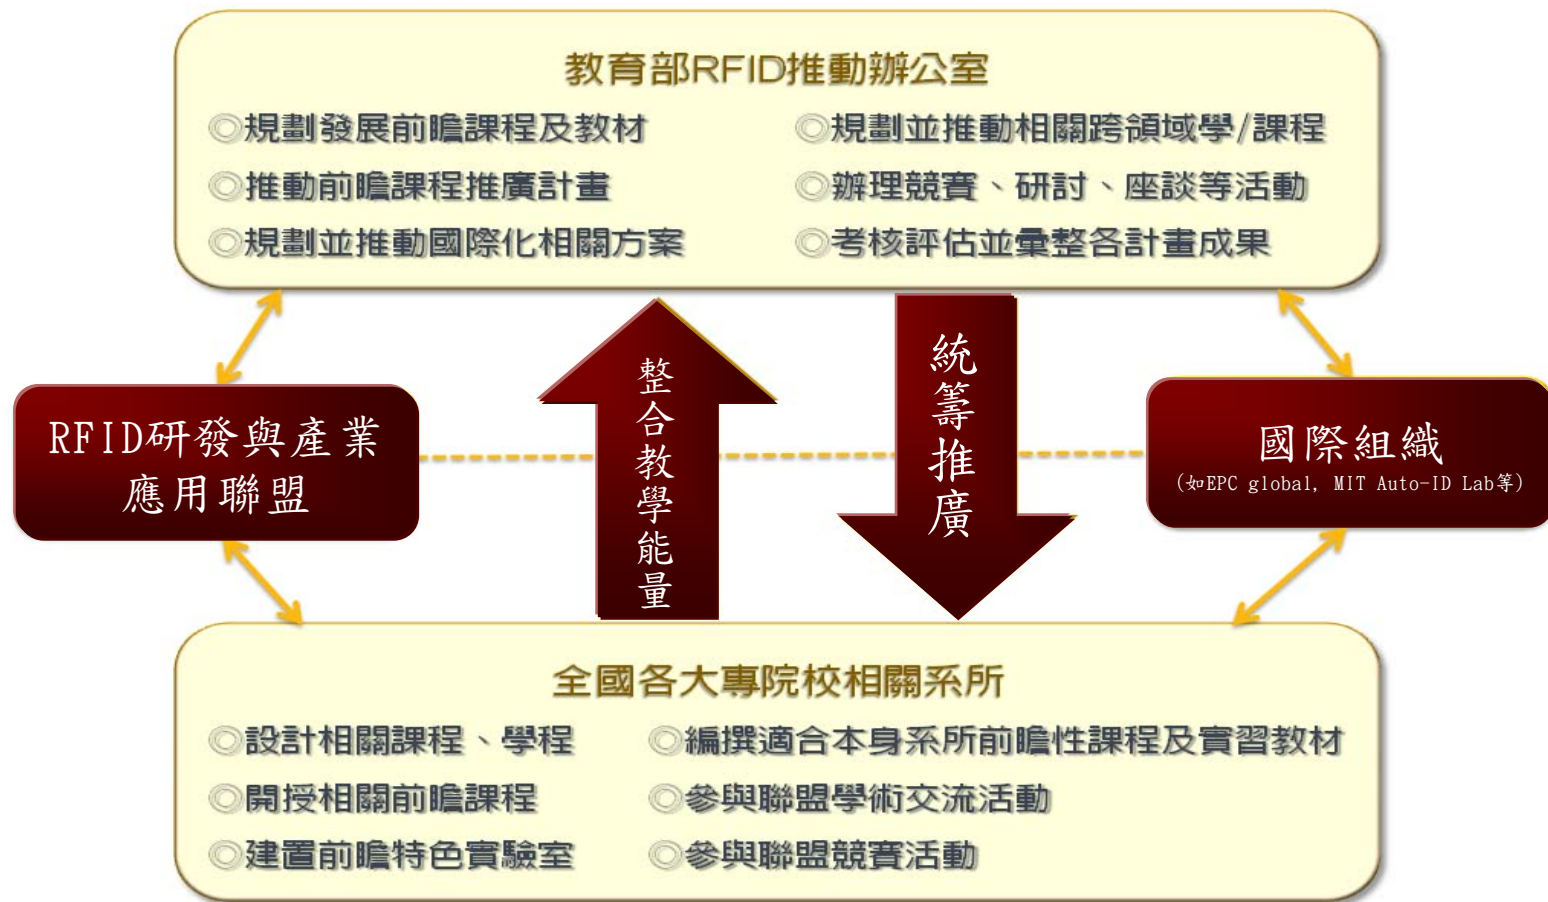 教育部RFID推動辦公室
◎規劃發展前瞻課程及教材
◎規劃並推動相關跨領域學/課程
◎推動前瞻課程推廣計畫
◎辦理競賽、研討、座談等活動
◎規劃並推動國際化相關方案
◎考核評估並彙整各計畫成果
RFID研發與產業
應用聯盟
整合教學能量
統籌推廣
國際組織
(如EPC global, MIT Auto-ID Lab等)
全國各大專院校相關系所
◎設計相關課程、學程
◎編撰適合本身系所前瞻性課程及實習教材
◎開授相關前瞻課程
◎參與聯盟學術交流活動
◎建置前瞻特色實驗室
◎參與聯盟競賽活動